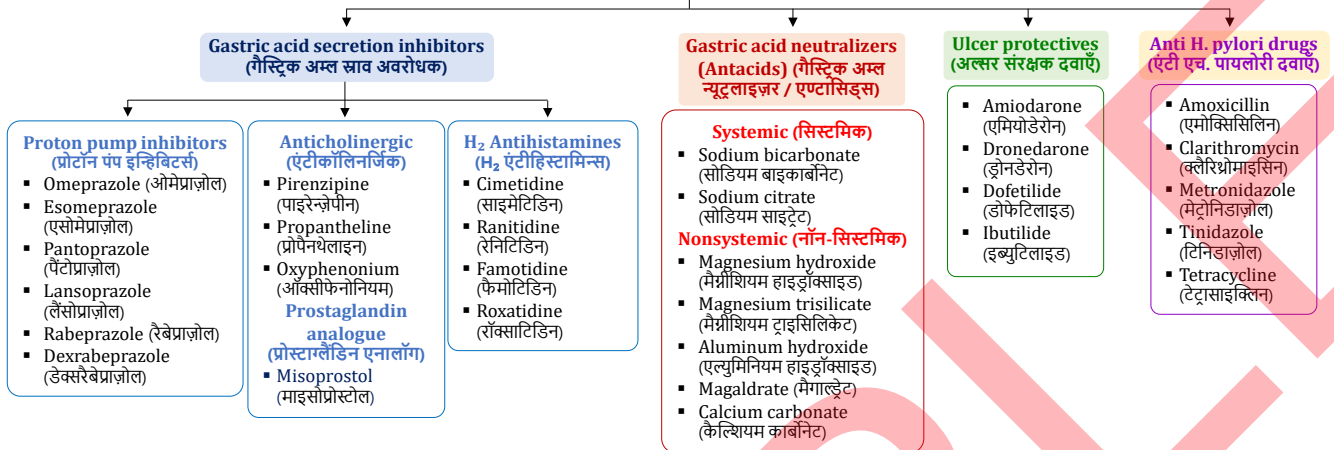 Gastric acid secretion inhibitors
(गैस्ट्रिक अम्ल स्राव अवरोधक)
Proton pump inhibitors
(प्रोटॉन पंप इन्हिबिटर्स)
▪ Omeprazole (ओमेप्राज़ोल)
▪ Esomeprazole
(एसोमेप्राज़ोल)
▪ Pantoprazole
(पैंटोप्राज़ोल)
▪ Lansoprazole
(लैंसोप्राज़ोल)
▪ Rabeprazole (रैबेप्राज़ोल)
▪ Dexrabeprazole
(डेक्सरैबेप्राज़ोल)
Anticholinergic
(एंटीकॉलिनर्जिक)
▪ Pirenzipine
(पाइरेन्ज़ेपीन)
▪ Propantheline
(प्रोपैनथेलाइन)
▪ Oxyphenonium
(ऑक्सीफेनोनियम)
Prostaglandin
analogue
(प्रोस्टाग्लैंडिन एनालॉग)
▪ Misoprostol
(माइसोप्रोस्टोल)
H₂ Antihistamines
(H₂ एंटीहिस्टामिन्स)
▪ Cimetidine
(साइमेटिडिन)
▪ Ranitidine
(रेनिटिडिन)
▪ Famotidine
(फैमोटिडिन)
▪ Roxatidine
(रॉक्साटिडिन)
Gastric acid neutralizers
(Antacids) (गैस्ट्रिक अम्ल
न्यूट्रलाइज़र / एण्टासिड्स)
Systemic (सिस्टमिक)
▪ Sodium bicarbonate
(सोडियम बाइकार्बोनेट)
▪ Sodium citrate
(सोडियम साइट्रेट)
Nonsystemic (नॉन-सिस्टमिक)
▪ Magnesium hydroxide
(मैग्नीशियम हाइड्रॉक्साइड)
▪ Magnesium trisilicate
(मैग्नीशियम ट्राइसिलिकेट)
▪ Aluminum hydroxide
(एल्युमिनियम हाइड्रॉक्साइड)
▪ Magaldrate (मैगाल्ड्रेट)
▪ Calcium carbonate
(कैल्शियम कार्बोनेट)
Ulcer protectives
(अल्सर संरक्षक दवाएँ)
▪ Amiodarone
(एमियोडेरोन)
▪ Dronedarone
(ड्रोनडेरोन)
▪ Dofetilide
(डोफेटिलाइड)
▪ Ibutilide
(इब्युटिलाइड)
Anti H. pylori drugs
(एंटी एच. पायलोरी दवाएँ)
▪ Amoxicillin
(एमोक्सिसिलिन)
▪ Clarithromycin
(क्लैरिथ्रोमाइसिन)
▪ Metronidazole
(मेट्रोनिडाज़ोल)
▪ Tinidazole
(टिनिडाज़ोल)
▪ Tetracycline
(टेट्रासाइक्लिन)